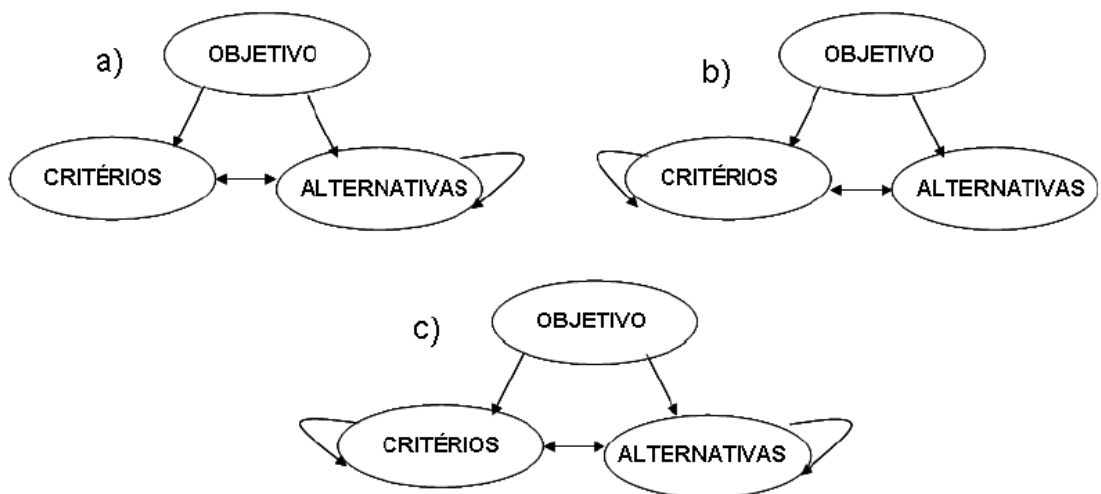 a)
OBJETIVO
CRITÉRIOS
ALTERNATIVAS
b)
OBJETIVO
CRITÉRIOS
ALTERNATIVAS
c)
OBJETIVO
CRITÉRIOS
ALTERNATIVAS